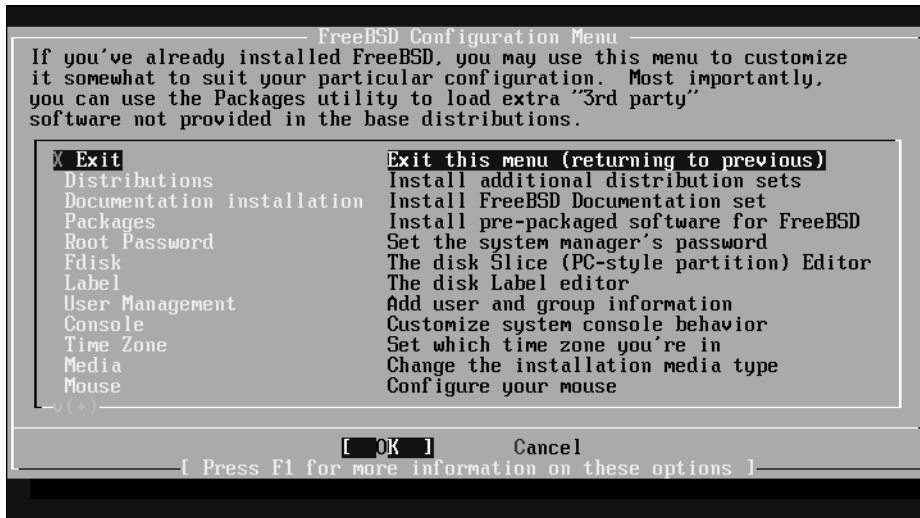 FreeBSD Configuration Menu
If you've already installed FreeBSD, you may use this menu to customize
it somewhat to suit your particular configuration.  Most importantly,
you can use the Packages utility to load extra "3rd party"
software not provided in the base distributions.
X Exit Exit this menu (returning to previous)
Distributions Install additional distribution sets
Documentation installation Install FreeBSD Documentation set
Packages Install pre-packaged software for FreeBSD
Root Password Set the system manager's password
Fdisk The disk Slice (PC-style partition) Editor
Label The disk Label editor
User Management Add user and group information
Console Customize system console behavior
Time Zone Set which time zone you're in
Media Change the installation media type
Mouse Configure your mouse
v(+)
[ OK ] Cancel
[ Press F1 for more information on these options ]